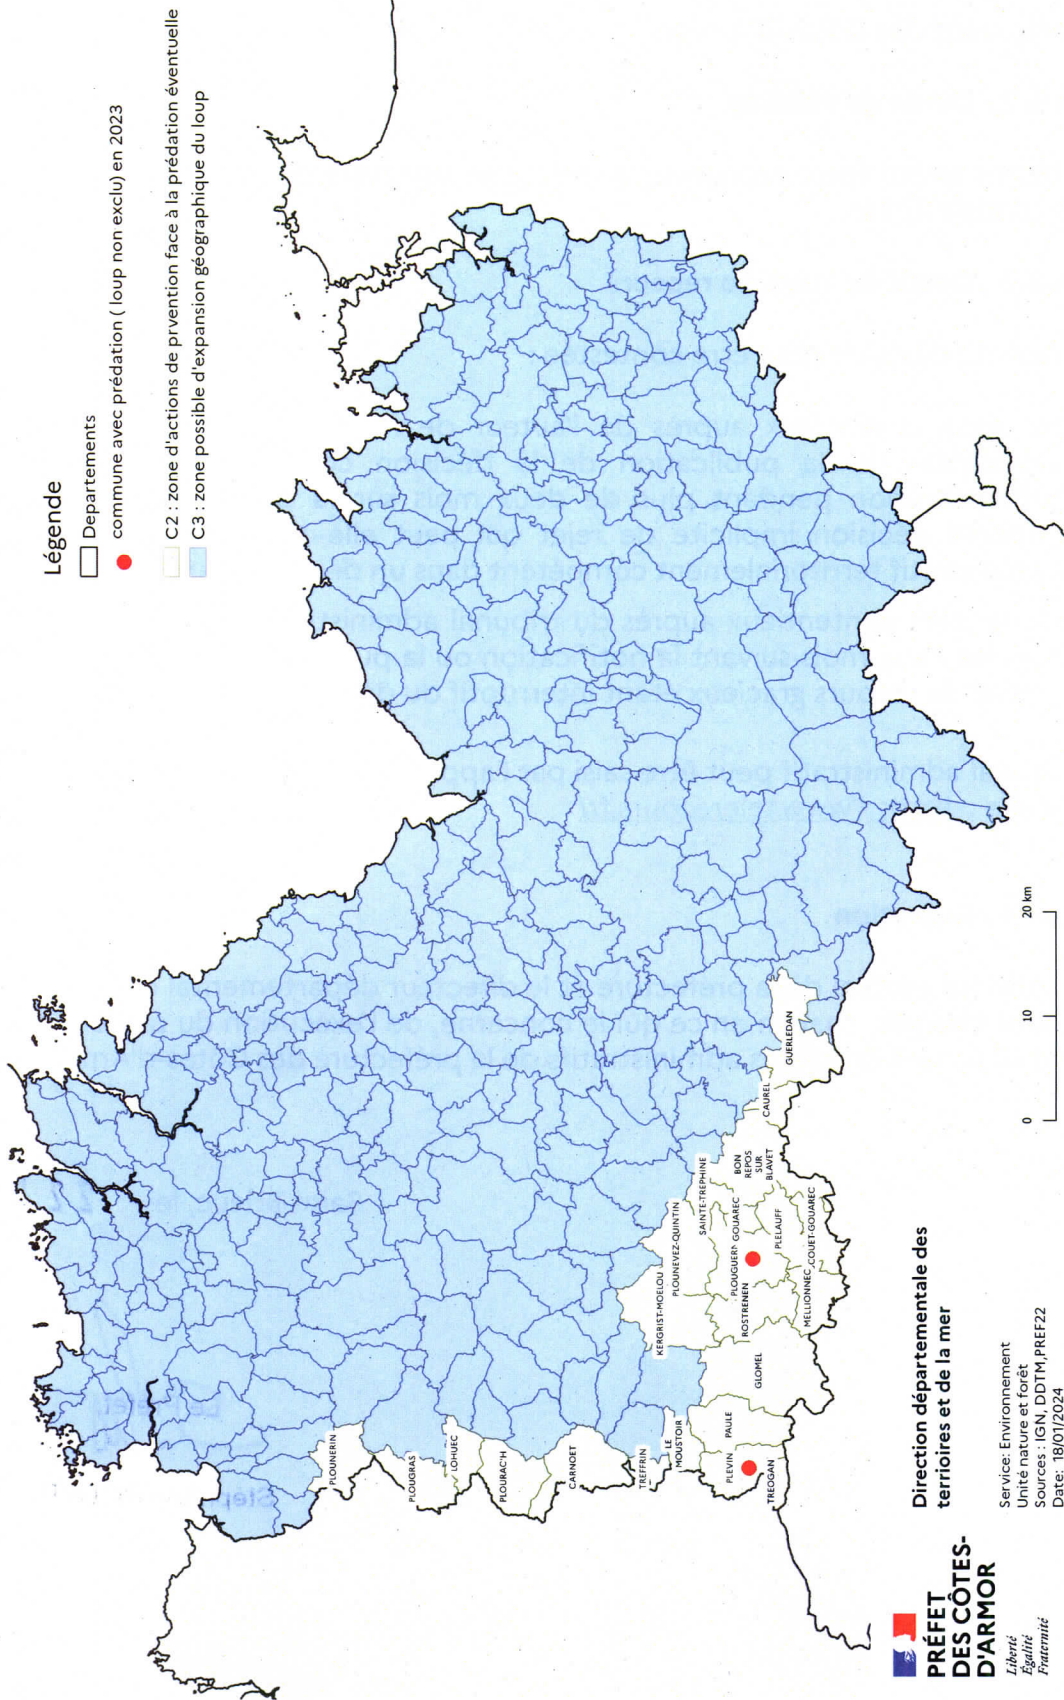 Légende
Departements
commune avec prédation ( loup non exclu) en 2023
C2 : zone d'actions de prvention face à la prédation éventuelle
C3 : zone possible d'expansion géographique du loup
PLOUNERIN
PLOUGRAS
LOHUEC
PLOURAC'H
CARNOET
TREFFRIN
LE
MOUSTOIR
PLEVIN
PAULE
TREOGAN
GLOMEL
KERGRIST-MOELOU
PLOUNEVEZ-QUINTIN
SAINTE-TREPHINE
ROSTRENEN
PLOUGUERN
GOUAREC
PLELAUFF
MELLIONNEC
COUET-GOUAREC
BON
REPOS
SUR
BLAVET
CAUREL
GUERLEDAN
0 10 20 km
PRÉFET
DES CÔTES-
D'ARMOR
Liberté
Égalité
Fraternité
Direction départementale des
terrioires et de la mer
Service: Environnement
Unité nature et forêt
Sources : IGN, DDTM,PREF22
Date: 18/01/2024